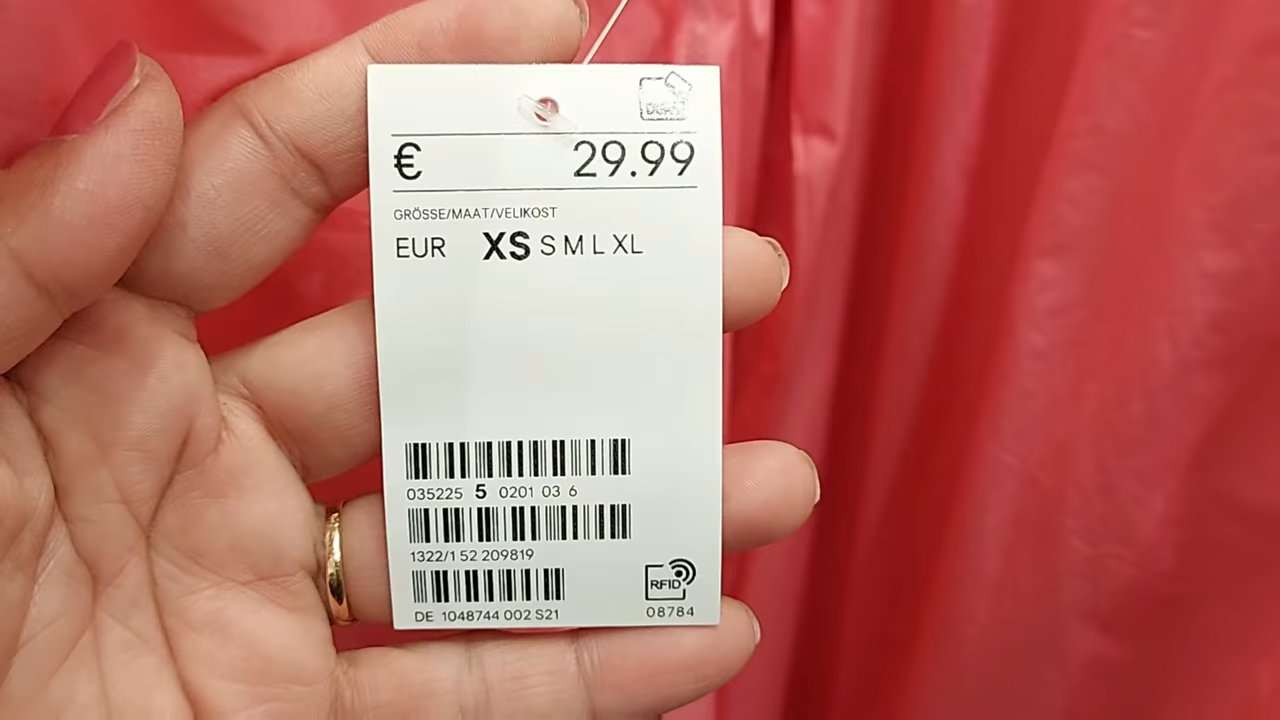 € 29.99
GRÖSSE/MAAT/VELIKOST
EUR XS S M L XL
035225 5 0201 03 6
1322/1 52 209819
DE 1048744 002 S21
RFID
08784